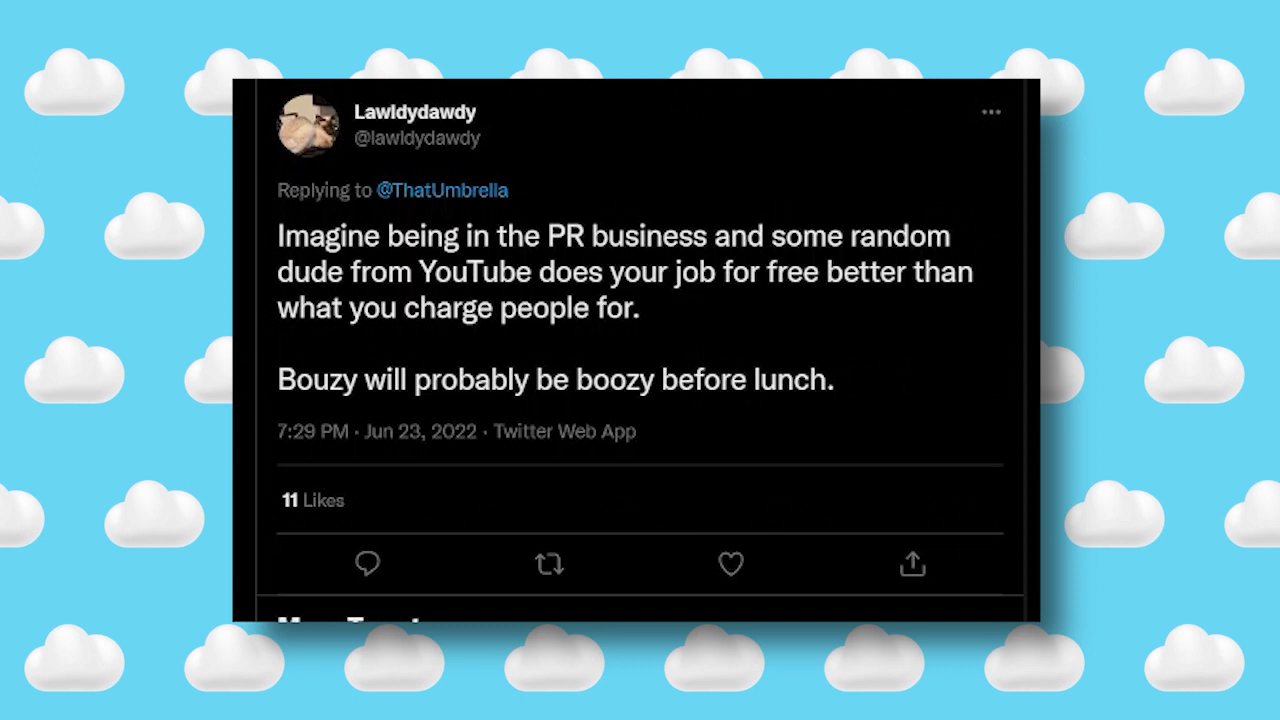 Lawldydawdy
@lawldydawdy
Replying to @ThatUmbrella
Imagine being in the PR business and some random
dude from YouTube does your job for free better than
what you charge people for.
Bouzy will probably be boozy before lunch.
7:29 PM · Jun 23, 2022 · Twitter Web App
11 Likes